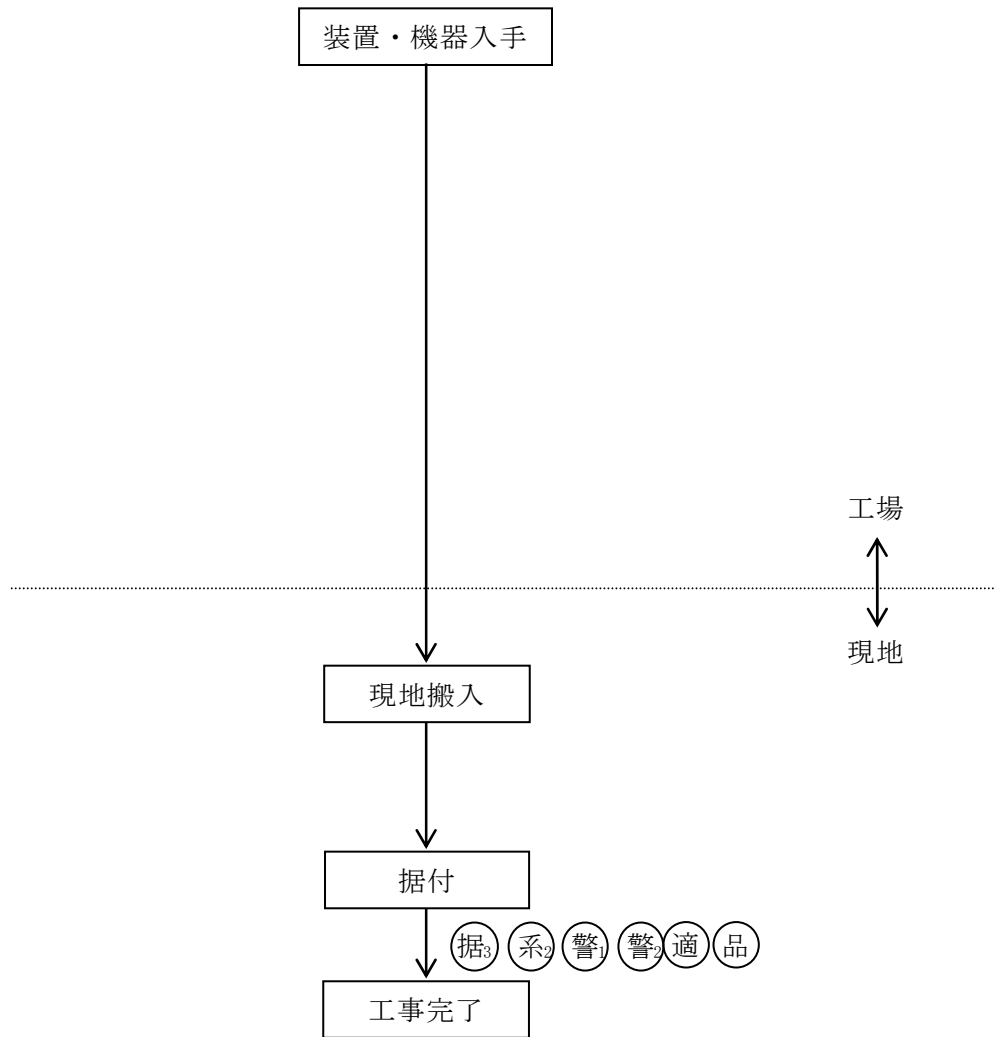 装置・機器入手
工場
現地
現地搬入
据付
据3 系2 警1 警2 適 品
工事完了